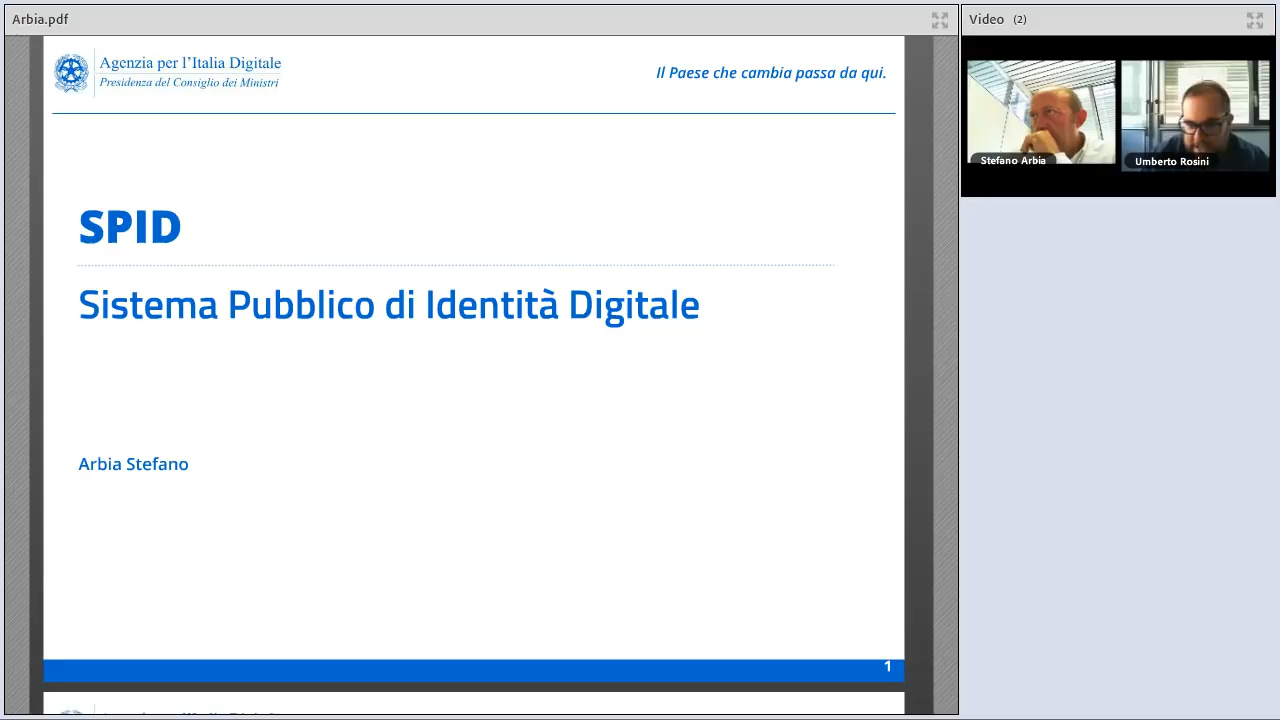 Arbia.pdf
Video (2)
Agenzia per l'Italia Digitale
Presidenza del Consiglio dei Ministri
Il Paese che cambia passa da qui.
Stefano Arbia
Umberto Rosini
SPID
Sistema Pubblico di Identità Digitale
Arbia Stefano
1